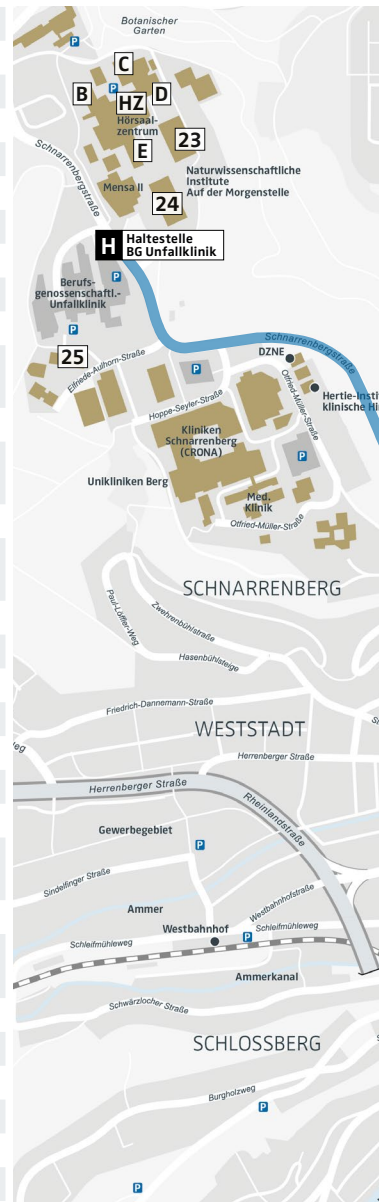 Botanischer
Garten
P
C
P
B
HZ
D
Hörsaal-
zentrum
23
E
Schnarrenbergstraße
Naturwissenschaftliche
Institute
Auf der Morgenstelle
Mensa II
24
H
Haltestelle
BG Unfallklinik
Berufs-
genossenschaftl.-
Unfallklinik
P
P
25
Elfriede-Aulhorn-Straße
Schnarrenbergstraße
DZNE
P
Hoppe-Seyler-Straße
Otfried-Müller-Straße
Hertie-Instit
klinische Hi
Kliniken
Schnarrenberg
(CRONA)
P
Unikliniken Berg
Med.
Klinik
Otfried-Müller-Straße
SCHNARRENBERG
Paul-Löffler-Weg
Zwehrenbühlstraße
Hasenbühlsteige
Friedrich-Dannemann-Straße
WESTSTADT
Herrenberger Straße
Herrenberger Straße
Rheinlandstraße
Gewerbegebiet
P
Sindelfinger Straße
Ammer
Westbahnhofstraße
Westbahnhof
P
Schleifmühleweg
Schleifmühleweg
Ammerkanal
Schwärzlocher Straße
SCHLOSSBERG
Burgholzweg
P
P